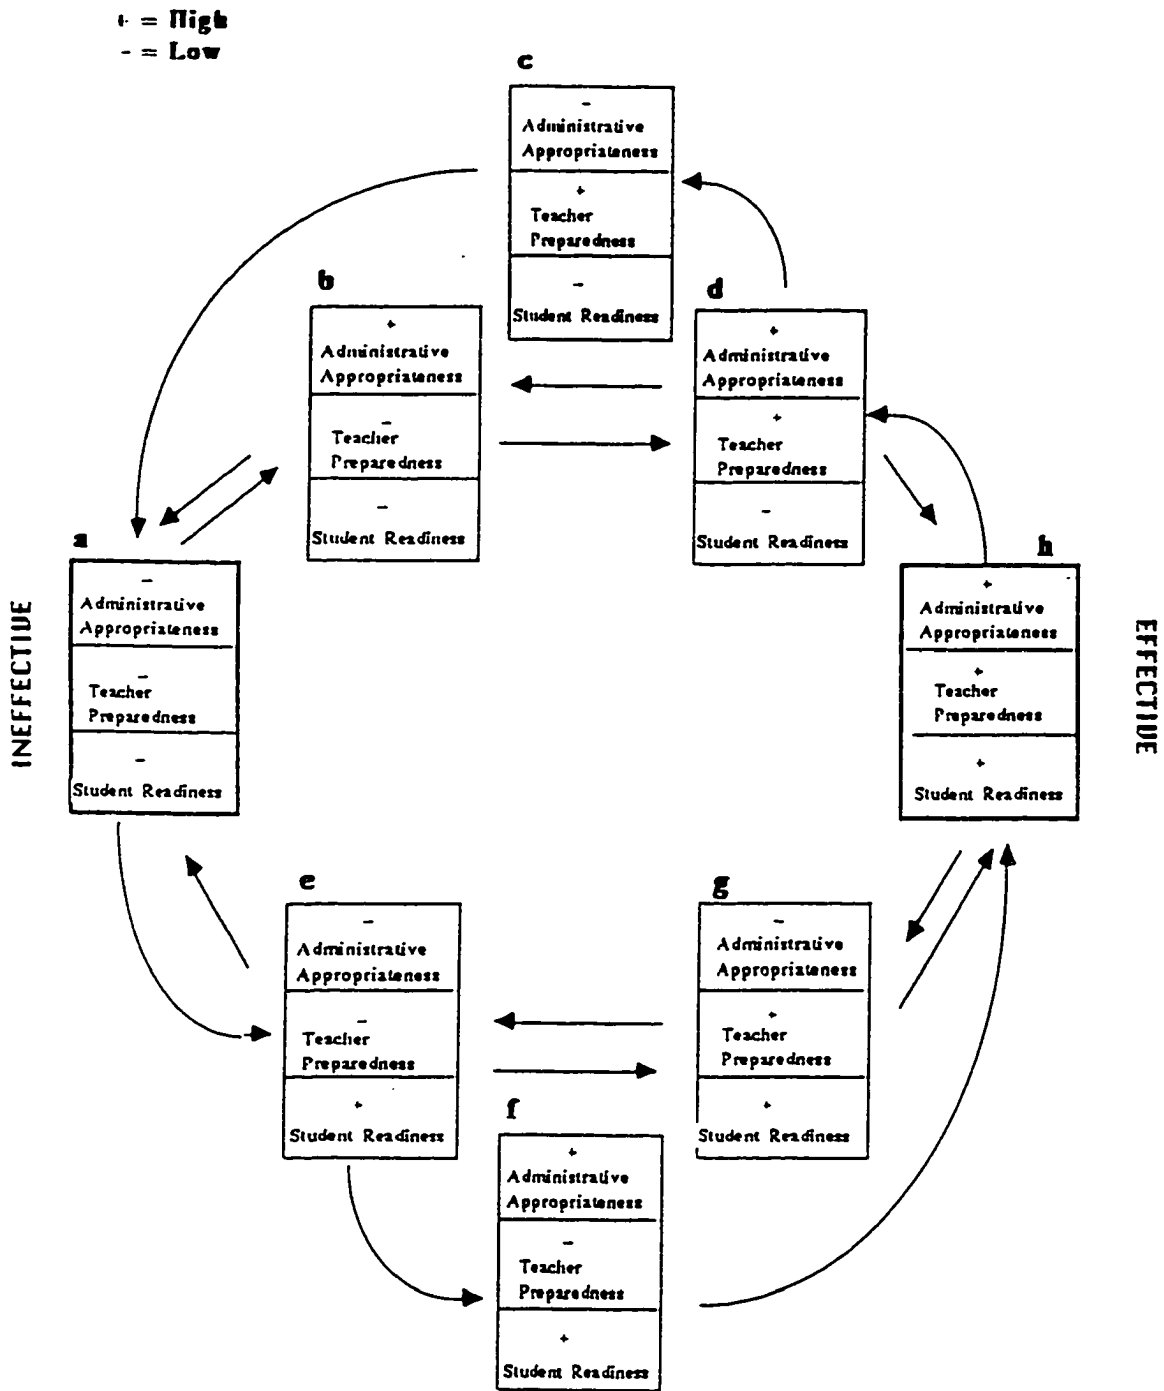 + = High
- = Low
c
-
Administrative
Appropriateness
+
Teacher
Preparedness
-
Student Readiness
b
+
Administrative
Appropriateness
-
Teacher
Preparedness
-
Student Readiness
d
+
Administrative
Appropriateness
+
Teacher
Preparedness
-
Student Readiness
INEFFECTIVE
a
-
Administrative
Appropriateness
-
Teacher
Preparedness
-
Student Readiness
h
+
Administrative
Appropriateness
+
Teacher
Preparedness
+
Student Readiness
EFFECTIVE
e
-
Administrative
Appropriateness
-
Teacher
Preparedness
+
Student Readiness
g
-
Administrative
Appropriateness
+
Teacher
Preparedness
+
Student Readiness
f
+
Administrative
Appropriateness
-
Teacher
Preparedness
+
Student Readiness